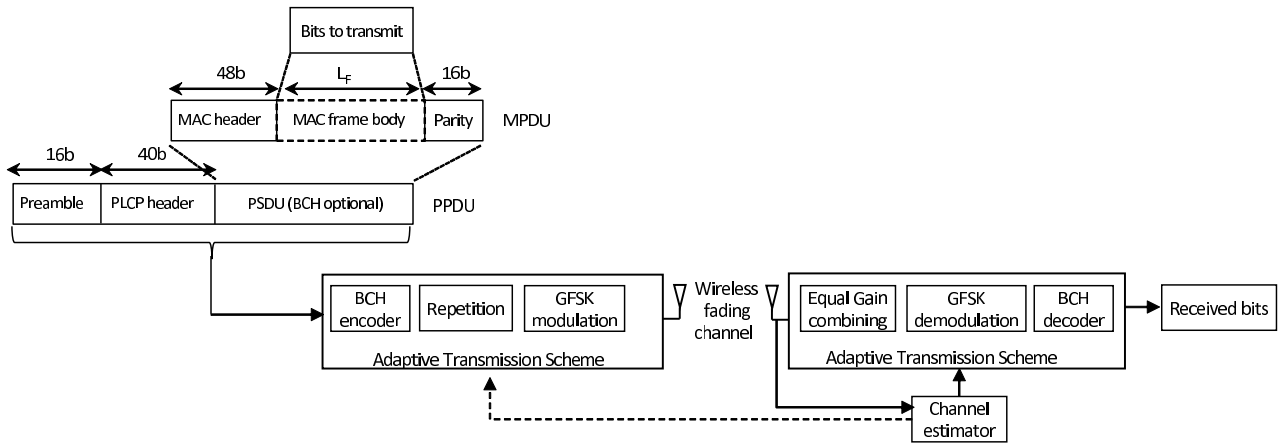 Bits to transmit
48b
L_F
16b
MAC header
MAC frame body
Parity
MPDU
16b
40b
Preamble
PLCP header
PSDU (BCH optional)
PPDU
BCH
encoder
Repetition
GFSK
modulation
Adaptive Transmission Scheme
Wireless
fading
channel
Equal Gain
combining
GFSK
demodulation
BCH
decoder
Adaptive Transmission Scheme
Received bits
Channel
estimator